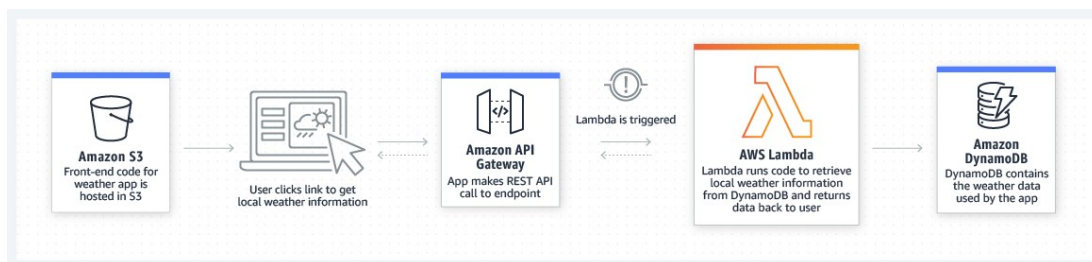 Amazon S3
Front-end code for
weather app is
hosted in S3
User clicks link to get
local weather information
</>
Amazon API
Gateway
App makes REST API
call to endpoint
Lambda is triggered
AWS Lambda
Lambda runs code to retrieve
local weather information
from DynamoDB and returns
data back to user
Amazon
DynamoDB
DynamoDB contains
the weather data
used by the app